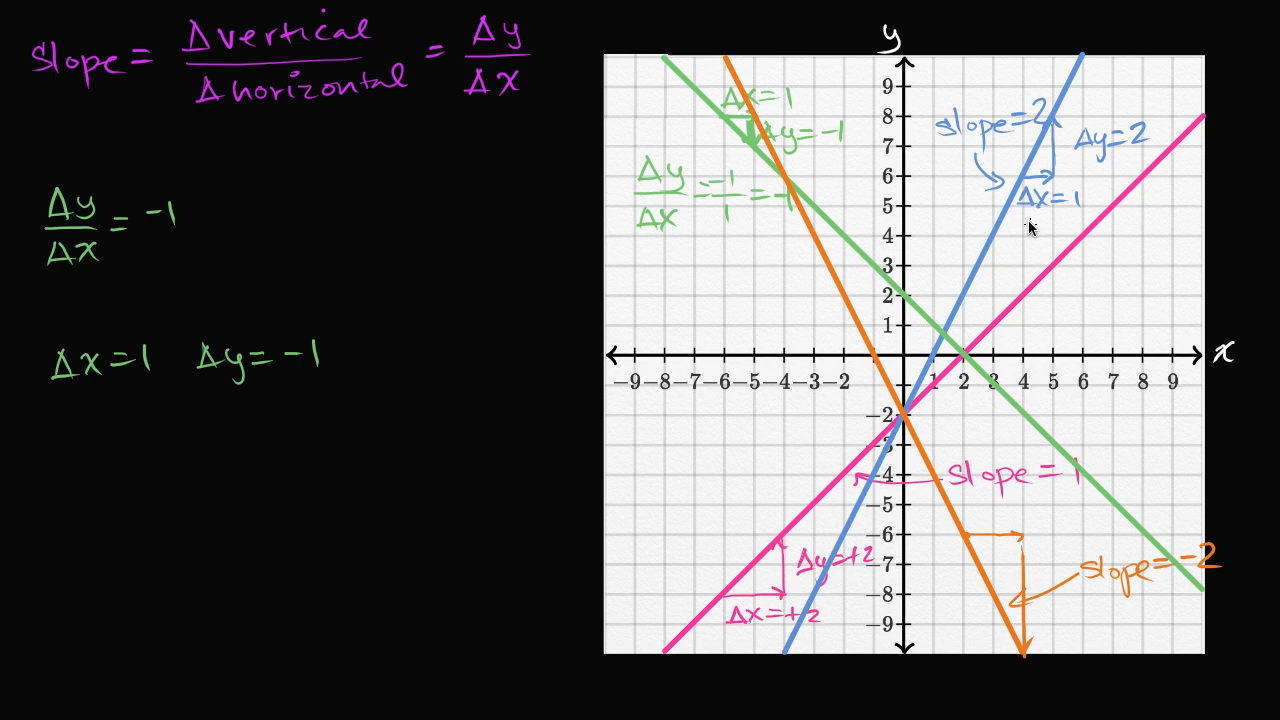 slope = Δvertical / Δhorizontal = Δy / Δx
Δy / Δx = -1
Δx = 1 Δy = -1
y
x
Δx = 1
Δy = -1
Δy / Δx = -1 / 1 = -1
slope = 2
Δy = 2
Δx = 1
9
8
7
6
5
4
3
2
1
−9 −8 −7 −6 −5 −4 −3 −2 1 2 3 4 5 6 7 8 9
−2
−3
−4
−5
−6
−7
−8
−9
slope = 1
Δy = +2
Δx = +2
slope = -2